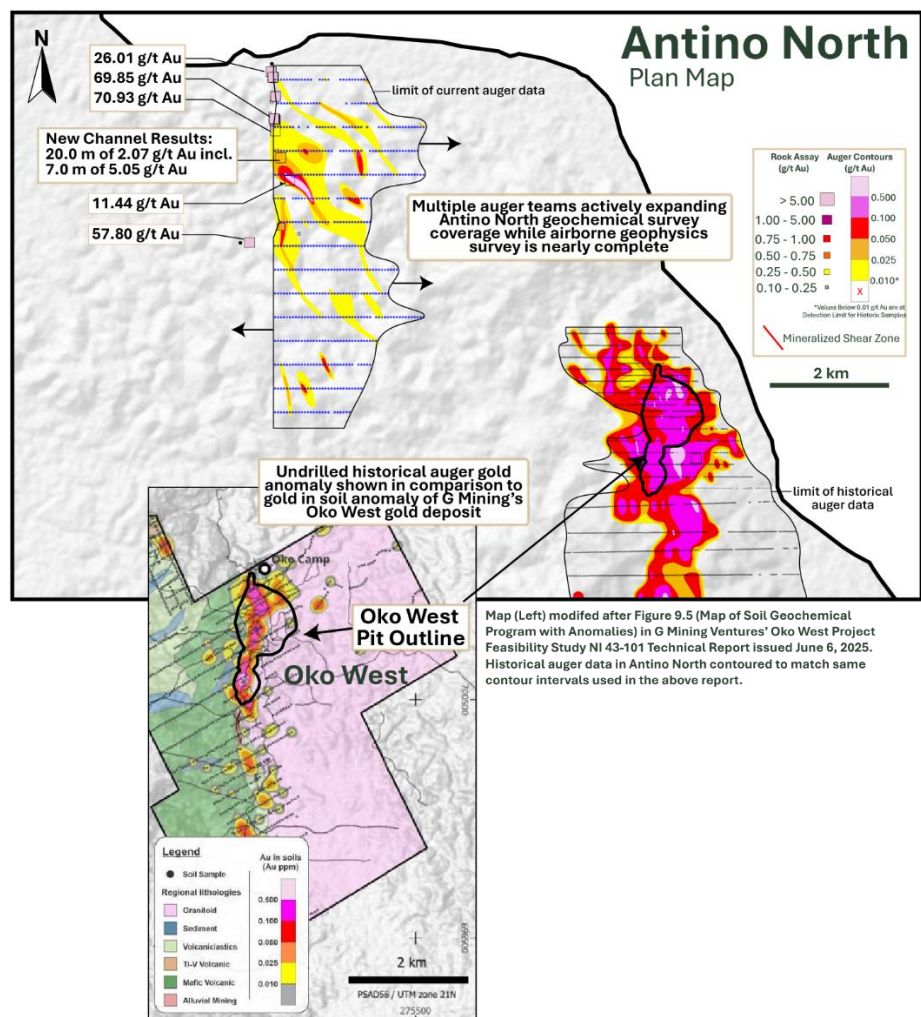 Antino North
Plan Map
N
26.01 g/t Au
69.85 g/t Au
70.93 g/t Au
New Channel Results:
20.0 m of 2.07 g/t Au incl.
7.0 m of 5.05 g/t Au
11.44 g/t Au
57.80 g/t Au
limit of current auger data
Multiple auger teams actively expanding
Antino North geochemical survey
coverage while airborne geophysics
survey is nearly complete
Rock Assay
(g/t Au)
> 5.00
1.00 - 5.00
0.75 - 1.00
0.50 - 0.75
0.25 - 0.50
0.10 - 0.25
Auger Contours
(g/t Au)
0.500
0.100
0.050
0.025
0.010*
X
*Values Below 0.01 g/t Au are at
Detection Limit for Historic Samples
Mineralized Shear Zone
2 km
Undrilled historical auger gold
anomaly shown in comparison to
gold in soil anomaly of G Mining's
Oko West gold deposit
limit of historical
auger data
Oko Camp
Oko West
Pit Outline
Oko West
Map (Left) modifed after Figure 9.5 (Map of Soil Geochemical
Program with Anomalies) in G Mining Ventures' Oko West Project
Feasibility Study NI 43-101 Technical Report issued June 6, 2025.
Historical auger data in Antino North contoured to match same
contour intervals used in the above report.
700500
696500
Legend
Soil Sample
Regional lithologies
Granitoid
Sediment
Volcaniclastics
Ti-V Volcanic
Mafic Volcanic
Alluvial Mining
Au in soils
(Au ppm)
0.500
0.100
0.050
0.025
0.010
2 km
PSAD56 / UTM zone 21N
275500